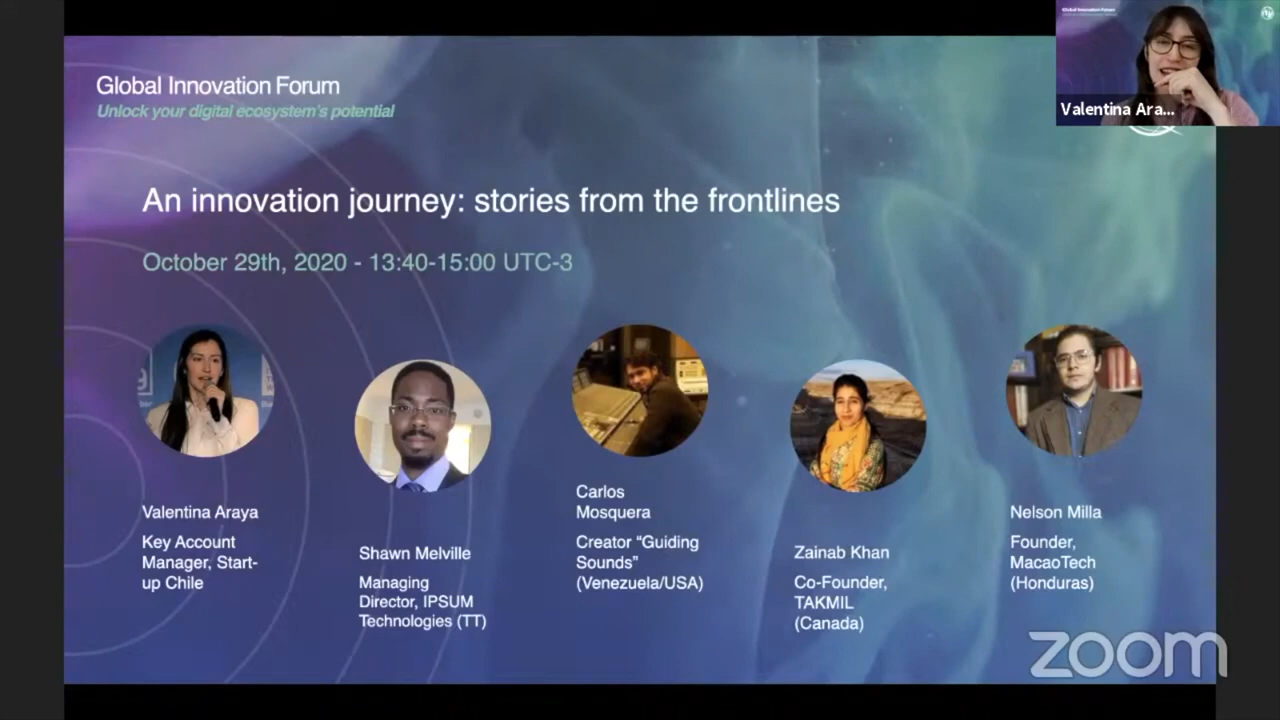 Global Innovation Forum
Unlock your digital ecosystem's potential
Global Innovation Forum
Valentina Ara...
An innovation journey: stories from the frontlines
October 29th, 2020 - 13:40-15:00 UTC-3
Valentina Araya
Key Account
Manager, Start-
up Chile
Shawn Melville
Managing
Director, IPSUM
Technologies (TT)
Carlos
Mosquera
Creator “Guiding
Sounds”
(Venezuela/USA)
Zainab Khan
Co-Founder,
TAKMIL
(Canada)
Nelson Milla
Founder,
MacaoTech
(Honduras)
zoom